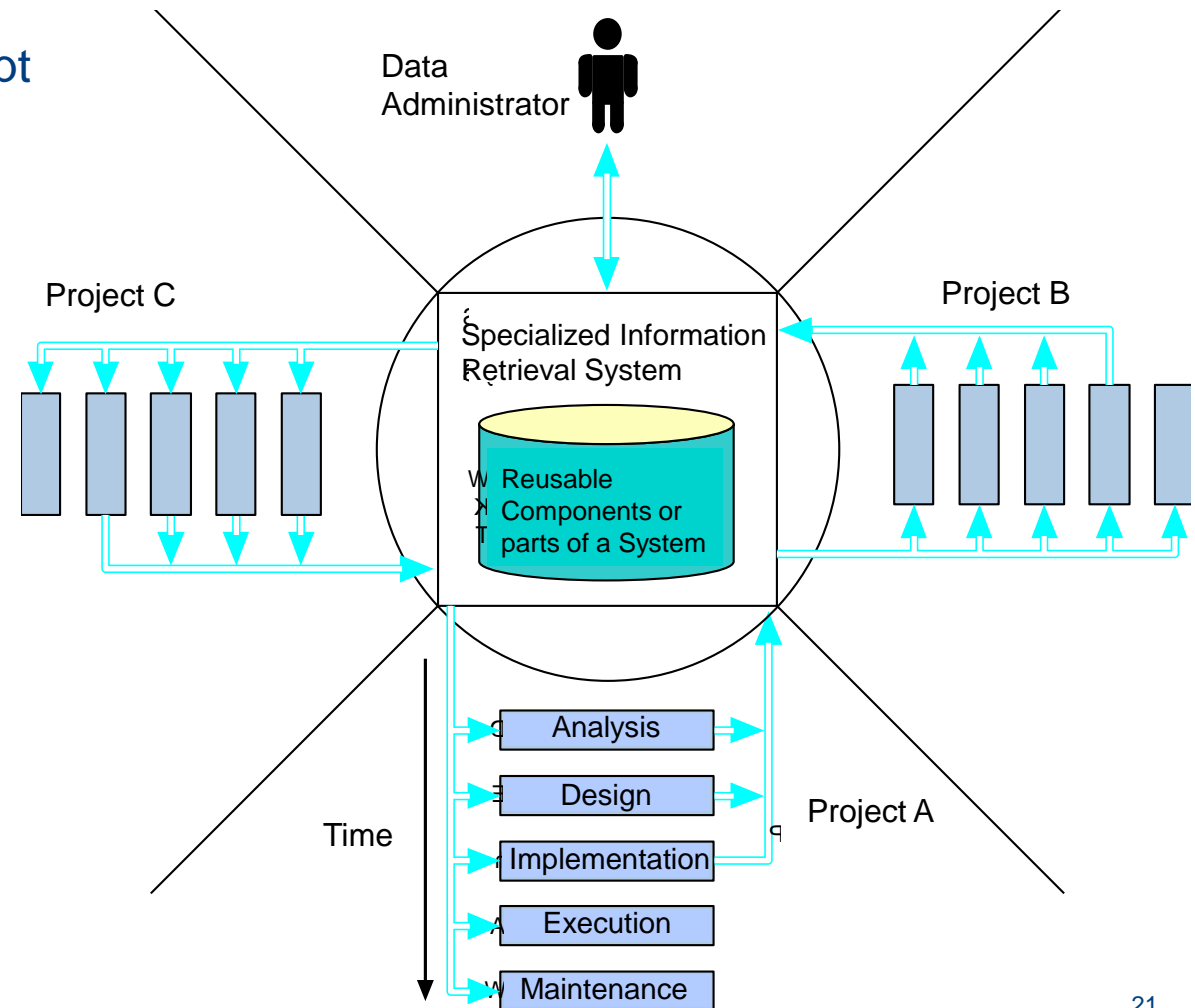 ot
Data
Administrator
Project C
Project B
Specialized Information
Retrieval System
Reusable
Components or
parts of a System
Analysis
Design
Project A
Time
Implementation
Execution
Maintenance
21